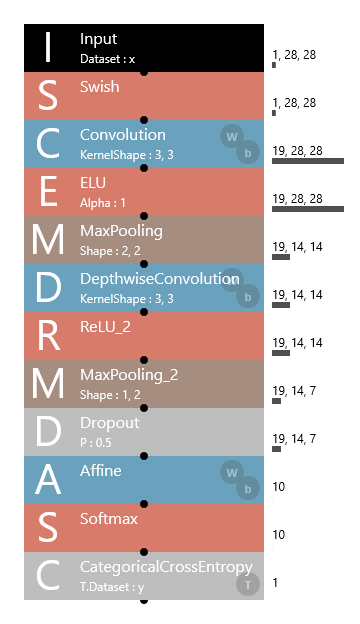 I Input 1, 28, 28
Dataset : x
S Swish 1, 28, 28
C Convolution W b 19, 28, 28
KernelShape : 3, 3
E ELU 19, 28, 28
Alpha : 1
M MaxPooling 19, 14, 14
Shape : 2, 2
D DepthwiseConvolution W b 19, 14, 14
KernelShape : 3, 3
R ReLU_2 19, 14, 14
M MaxPooling_2 19, 14, 7
Shape : 1, 2
D Dropout 19, 14, 7
P : 0.5
A Affine W b 10
S Softmax 10
C CategoricalCrossEntropy 1
T.Dataset : y T